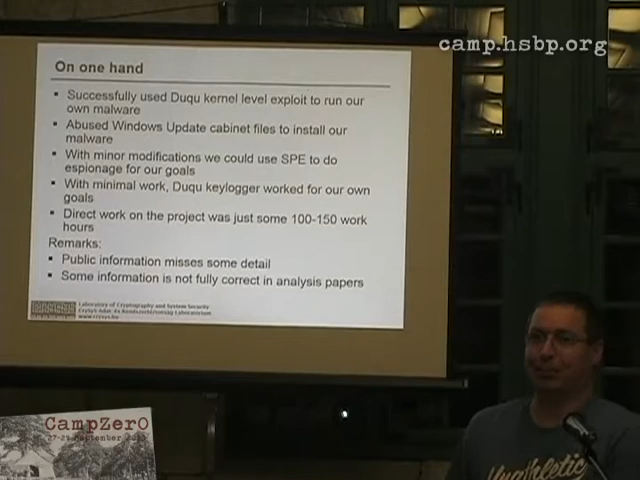 camp.hsbp.org
On one hand
Successfully used Duqu kernel level exploit to run our
own malware
Abused Windows Update cabinet files to install our
malware
With minor modifications we could use SPE to do
espionage for our goals
With minimal work, Duqu keylogger worked for our own
goals
Direct work on the project was just some 100-150 work
hours
Remarks:
Public information misses some detail
Some information is not fully correct in analysis papers
Laboratory of Cryptography and System Security
www.crysys.hu
CampZer0